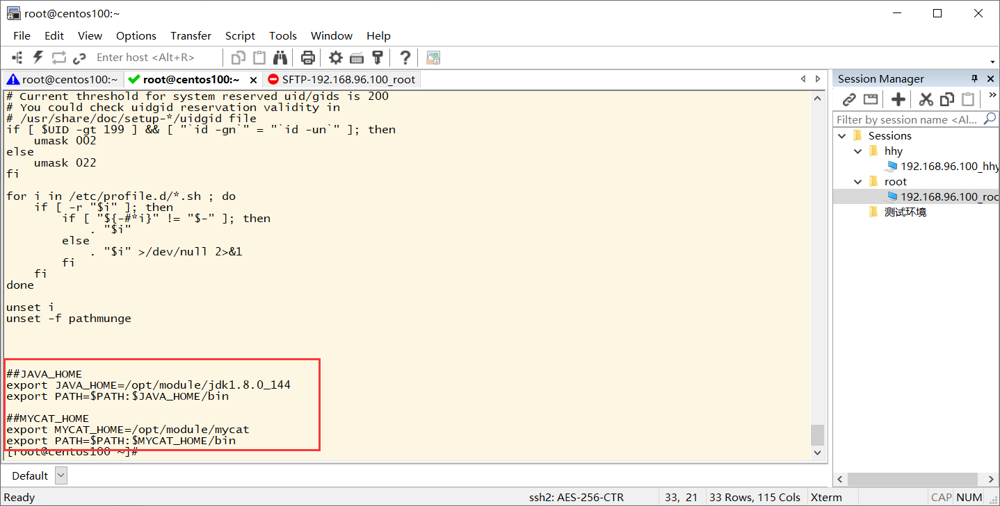 root@centos100:~
File Edit View Options Transfer Script Tools Window Help
Enter host <Alt+R>
root@centos100:~ root@centos100:~ SFTP-192.168.96.100_root
# Current threshold for system reserved uid/gids is 200
# You could check uidgid reservation validity in
# /usr/share/doc/setup-*/uidgid file
if [ $UID -gt 199 ] && [ "`id -gn`" = "`id -un`" ]; then
    umask 002
else
    umask 022
fi

for i in /etc/profile.d/*.sh ; do
    if [ -r "$i" ]; then
        if [ "${-#*i}" != "$-" ]; then
            . "$i"
        else
            . "$i" >/dev/null 2>&1
        fi
    fi
done

unset i
unset -f pathmunge

##JAVA_HOME
export JAVA_HOME=/opt/module/jdk1.8.0_144
export PATH=$PATH:$JAVA_HOME/bin

##MYCAT_HOME
export MYCAT_HOME=/opt/module/mycat
export PATH=$PATH:$MYCAT_HOME/bin
[root@centos100 ~]#
Session Manager
Filter by session name <Al...
Sessions
hhy
192.168.96.100_hhy
root
192.168.96.100_roo
测试环境
Default
Ready
ssh2: AES-256-CTR
33, 21
33 Rows, 115 Cols
Xterm
CAP NUM